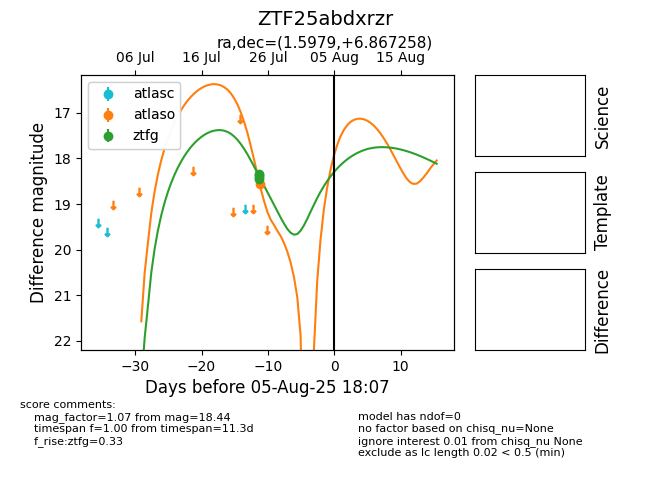 ZTF25abdxrzr
ra,dec=(1.5979,+6.867258)
06 Jul 16 Jul 26 Jul 05 Aug 15 Aug
atlasc
atlaso
ztfg
17
18
19
20
21
22
Difference magnitude
−30 −20 −10 0 10
Days before 05-Aug-25 18:07
Science
Template
Difference
score comments:
mag_factor=1.07 from mag=18.44
timespan f=1.00 from timespan=11.3d
f_rise:ztfg=0.33
model has ndof=0
no factor based on chisq_nu=None
ignore interest 0.01 from chisq_nu None
exclude as lc length 0.02 < 0.5 (min)